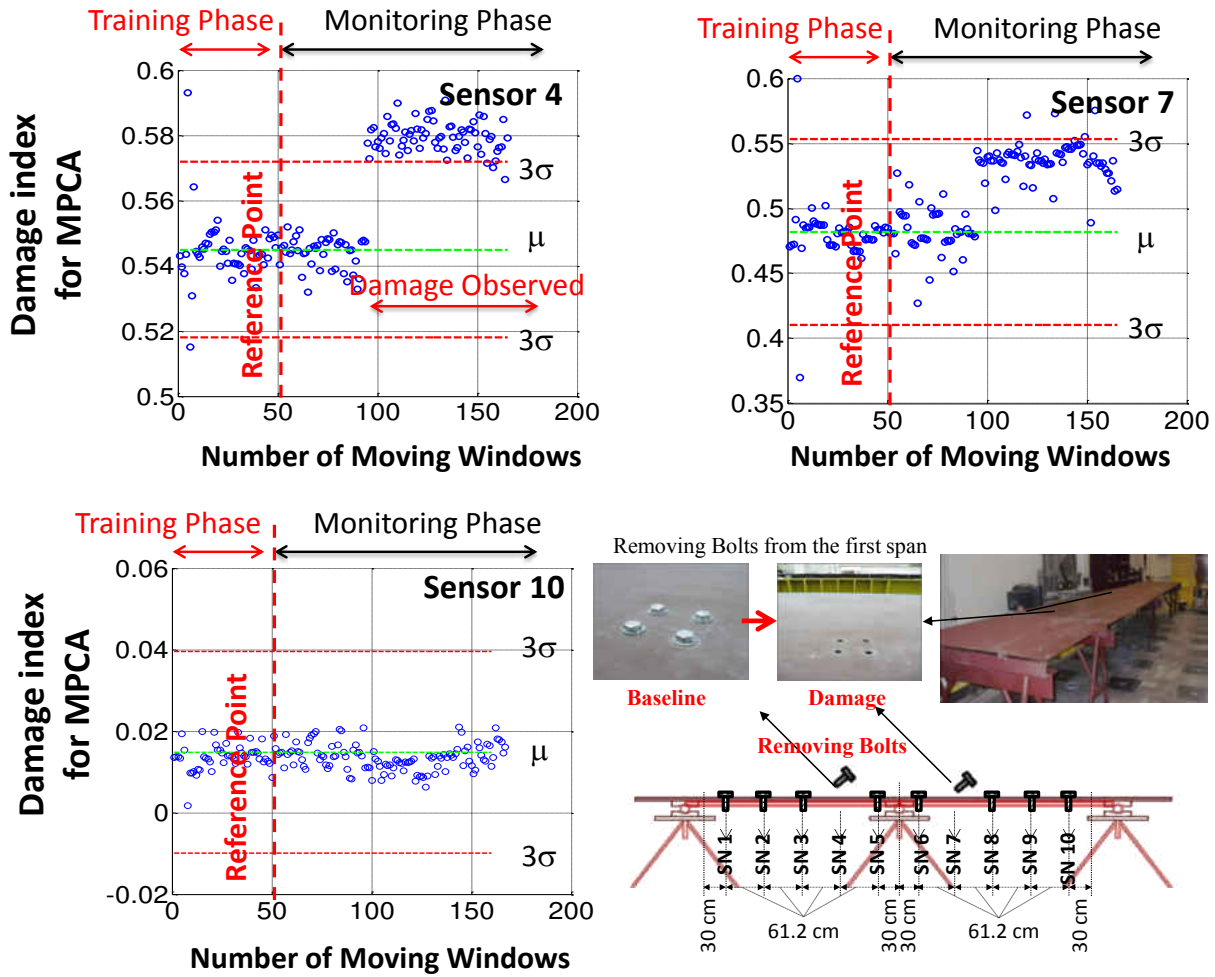 Training Phase
Monitoring Phase
Damage index
for MPCA
Sensor 4
0.6
0.58
0.56
0.54
0.52
0.5
3σ
μ
3σ
Reference Point
Damage Observed
0
50
100
150
200
Number of Moving Windows
Training Phase
Monitoring Phase
Sensor 7
0.6
0.55
0.5
0.45
0.4
0.35
3σ
μ
3σ
Reference Point
0
50
100
150
200
Number of Moving Windows
Training Phase
Monitoring Phase
Damage index
for MPCA
Sensor 10
0.06
0.04
0.02
0
-0.02
3σ
μ
3σ
Reference Point
0
50
100
150
200
Number of Moving Windows
Removing Bolts from the first span
Baseline
Damage
Removing Bolts
SN 1
SN 2
SN 3
SN 4
SN 5
SN 6
SN 7
SN 8
SN 9
SN 10
30 cm
61.2 cm
30 cm
30 cm
61.2 cm
30 cm